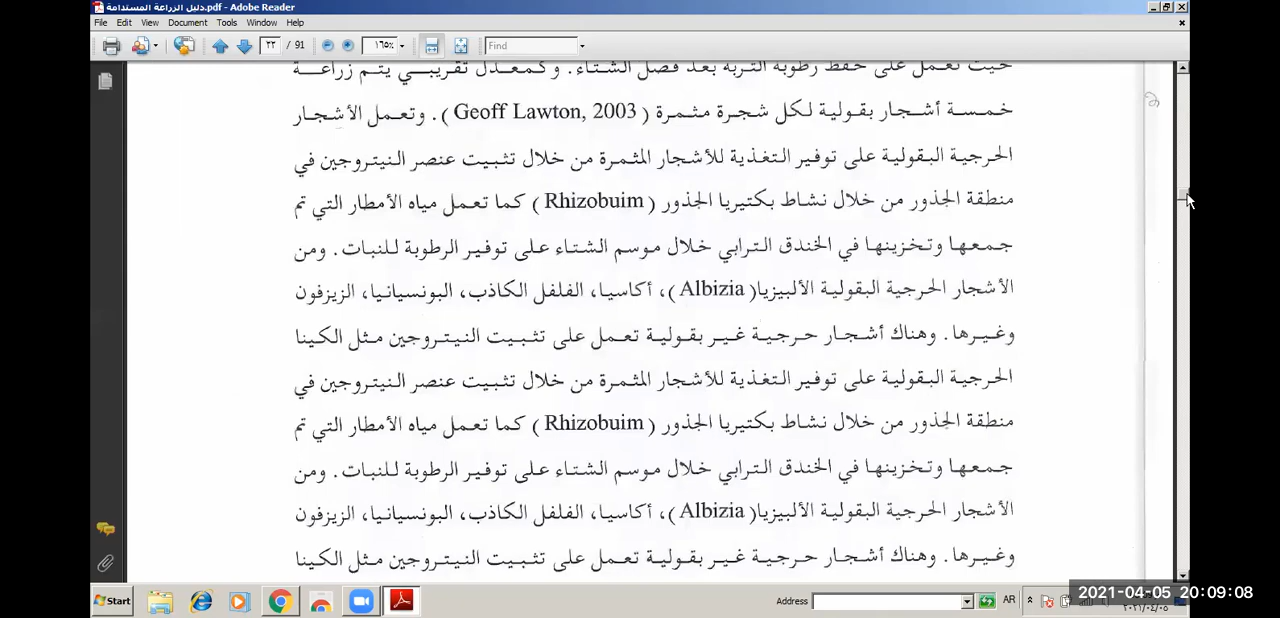 دليل الزراعة المستدامة.pdf - Adobe Reader
File Edit View Document Tools Window Help
٢٢ / 91 ١٦٥% Find
حيث تعمل على حفظ رطوبة التربة بعد فصل الشتاء. وكمعدل تقريبي يتم زراعة
خمسة أشجار بقولية لكل شجرة مثمرة (Geoff Lawton, 2003). وتعمل الأشجار
الحرجية البقولية على توفير التغذية للأشجار المثمرة من خلال تثبيت عنصر النيتروجين في
منطقة الجذور من خلال نشاط بكتيريا الجذور (Rhizobuim) كما تعمل مياه الأمطار التي تم
جمعها وتخزينها في الخندق الترابي خلال موسم الشتاء على توفير الرطوبة للنبات. ومن
الأشجار الحرجية البقولية الألبيزيا(Albizia)، أكاسيا، الفلفل الكاذب، البونسيانيا، الزيزفون
وغيرها. وهناك أشجار حرجية غير بقولية تعمل على تثبيت النيتروجين مثل الكينا
الحرجية البقولية على توفير التغذية للأشجار المثمرة من خلال تثبيت عنصر النيتروجين في
منطقة الجذور من خلال نشاط بكتيريا الجذور (Rhizobuim) كما تعمل مياه الأمطار التي تم
جمعها وتخزينها في الخندق الترابي خلال موسم الشتاء على توفير الرطوبة للنبات. ومن
الأشجار الحرجية البقولية الألبيزيا(Albizia)، أكاسيا، الفلفل الكاذب، البونسيانيا، الزيزفون
وغيرها. وهناك أشجار حرجية غير بقولية تعمل على تثبيت النيتروجين مثل الكينا
Start Address AR
2021-04-05 20:09:08
٢٠٢١/٠٤/٠٥